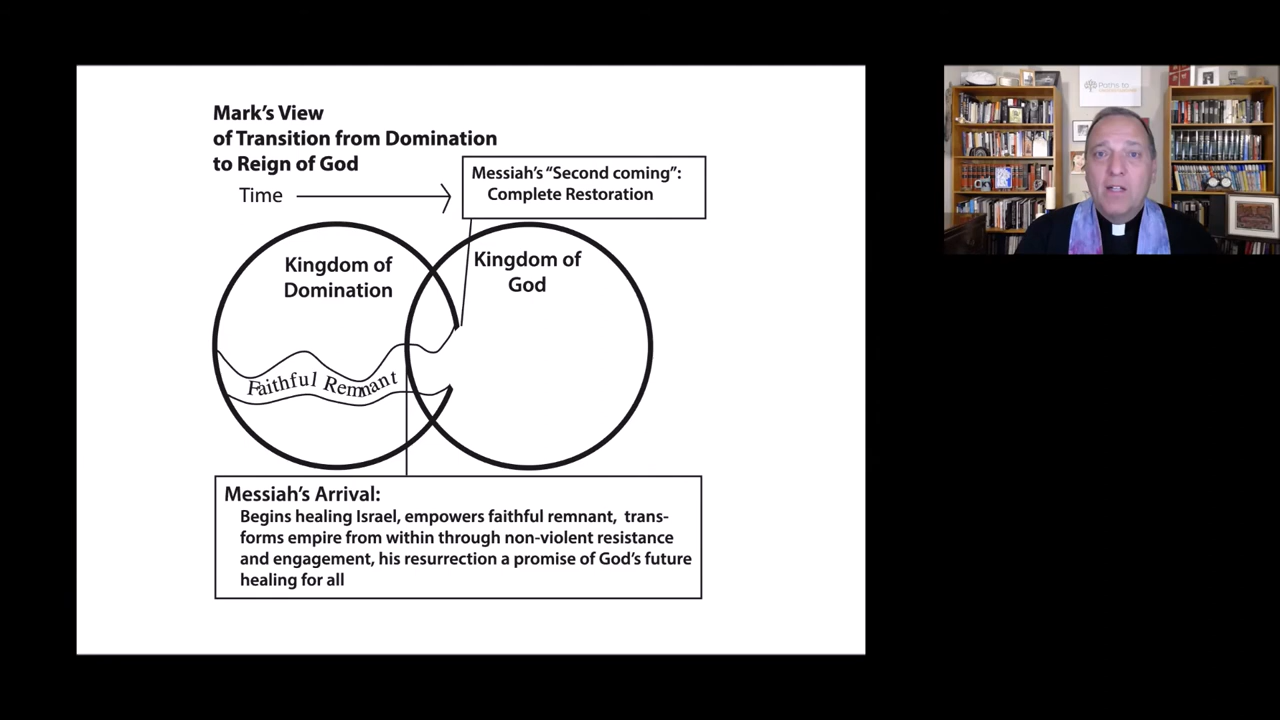 Mark's View
of Transition from Domination
to Reign of God
Time
Messiah's “Second coming”:
Complete Restoration
Kingdom of
Domination
Kingdom of
God
Faithful Remnant
Messiah's Arrival:
Begins healing Israel, empowers faithful remnant, trans-
forms empire from within through non-violent resistance
and engagement, his resurrection a promise of God's future
healing for all
Paths to